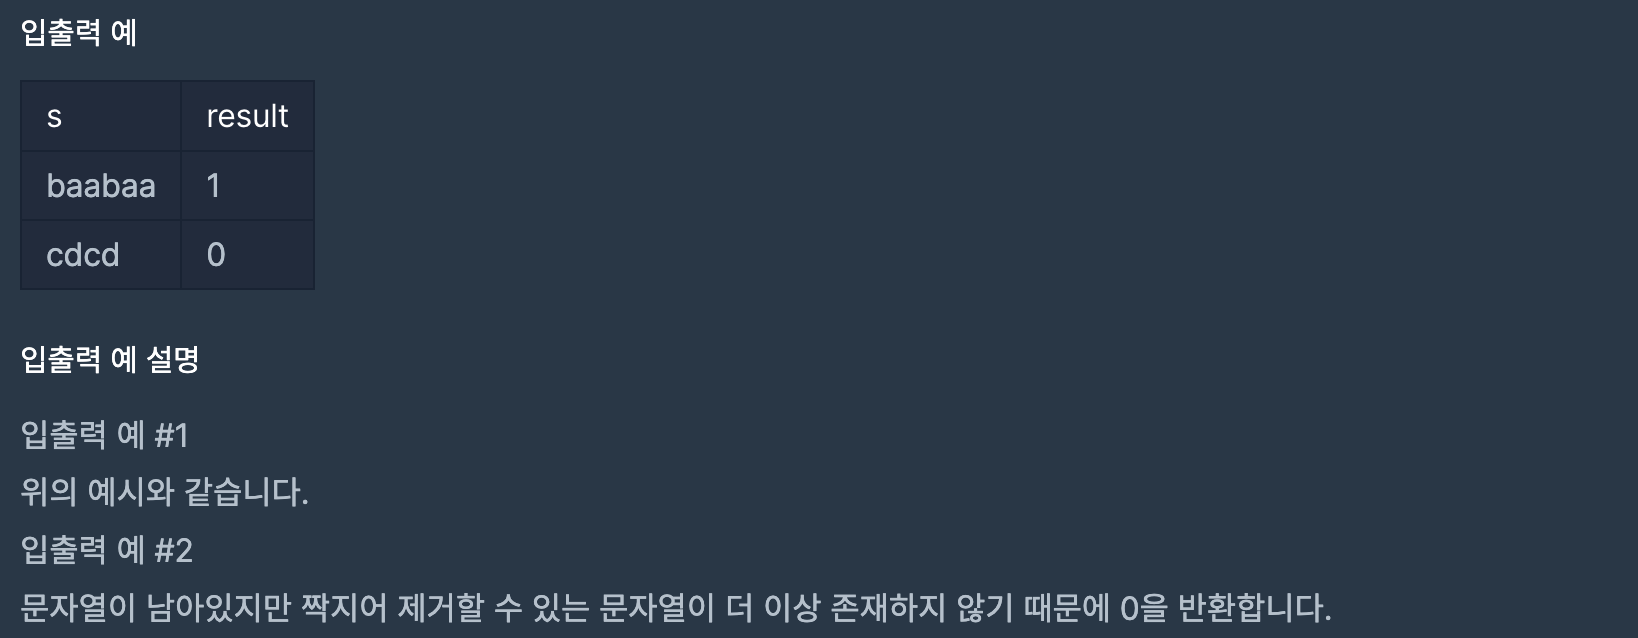 입출력 예
s result
baabaa 1
cdcd 0
입출력 예 설명
입출력 예 #1
위의 예시와 같습니다.
입출력 예 #2
문자열이 남아있지만 짝지어 제거할 수 있는 문자열이 더 이상 존재하지 않기 때문에 0을 반환합니다.